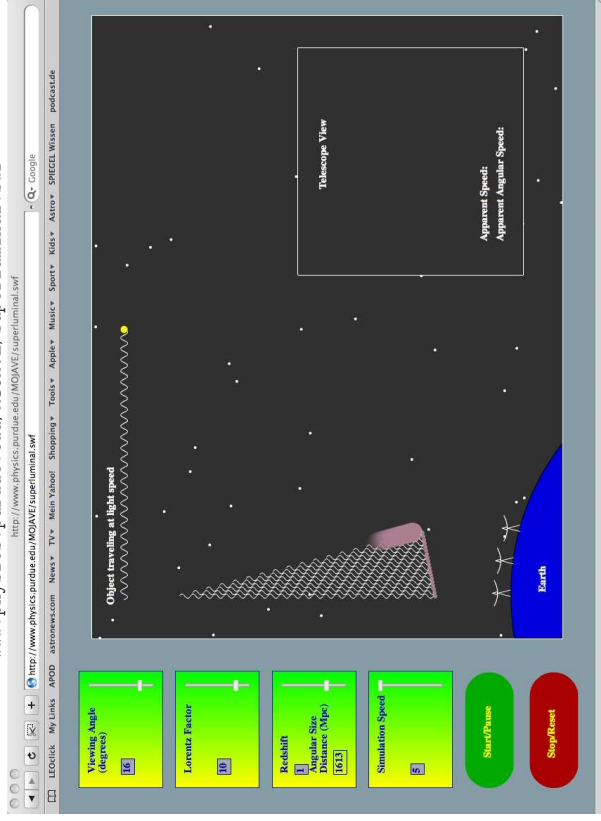 http://www.physics.purdue.edu/MOJAVE/superluminal.swf
http://www.physics.purdue.edu/MOJAVE/superluminal.swf
Q- Google
LEOclick My Links APOD astronews.com News TV Mein Yahoo! Shopping Tools Apple Music Sport Kids Astro SPIEGEL Wissen podcast.de
Viewing Angle
(degrees)
16
Lorentz Factor
10
Redshift
1
Angular Size
Distance (Mpc)
1613
Simulation Speed
5
Start/Pause
Stop/Reset
Object traveling at light speed
Telescope View
Apparent Speed:
Apparent Angular Speed:
Earth